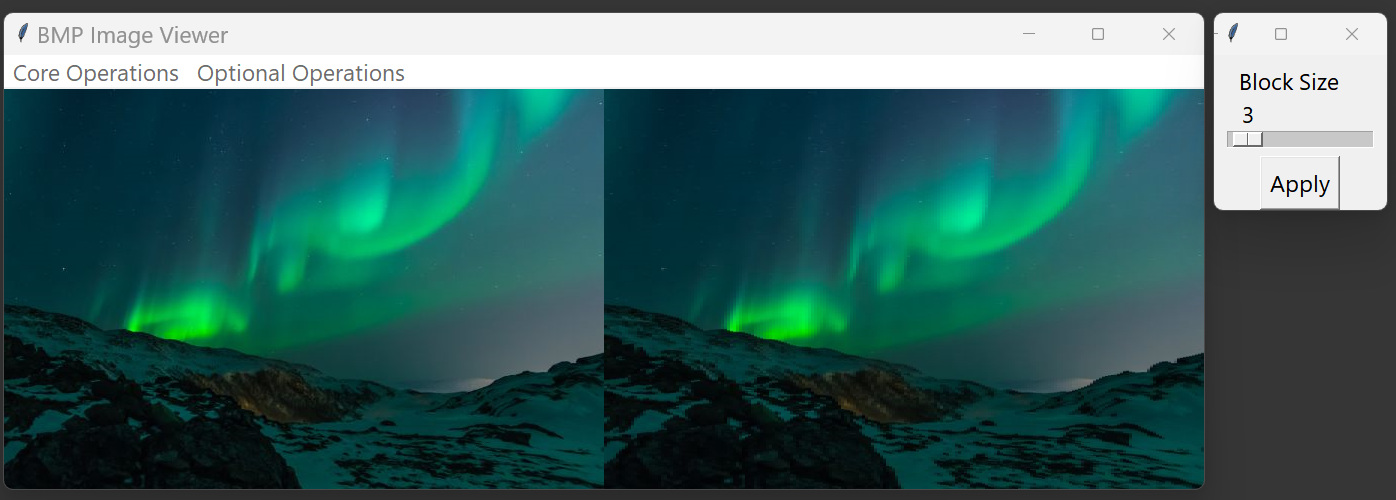 BMP Image Viewer
Core Operations Optional Operations
Block Size
3
Apply